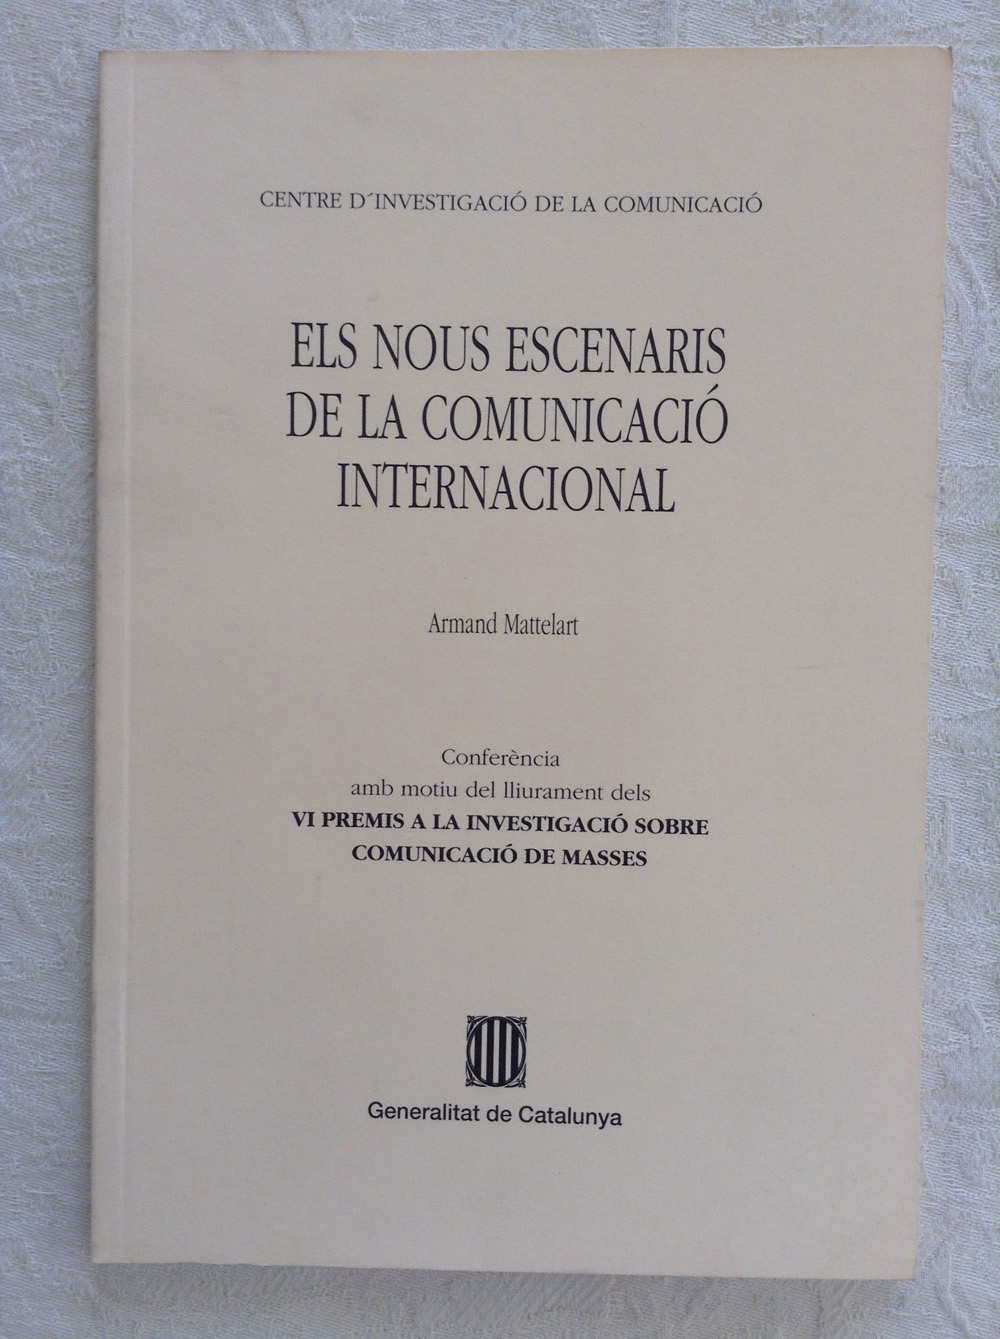 CENTRE D´INVESTIGACIÓ DE LA COMUNICACIÓ
ELS NOUS ESCENARIS
DE LA COMUNICACIÓ
INTERNACIONAL
Armand Mattelart
Conferència
amb motiu del lliurament dels
VI PREMIS A LA INVESTIGACIÓ SOBRE
COMUNICACIÓ DE MASSES
Generalitat de Catalunya